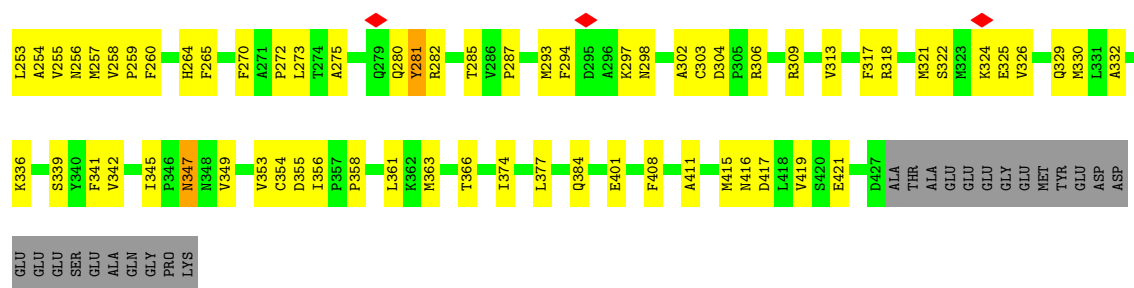 L253 A254 V255 N256 M257 V258 P259 F260 H264 F265 F270 A271 P272 L273 T274 A275 Q279 Q280 Y281 R282 T285 V286 P287 M293 F294 D295 A296 K297 N298 A302 C303 D304 P305 R306 R309 V313 F317 R318 M321 S322 M323 K324 E325 V326 Q329 M330 L331 A332
K336 S339 Y340 F341 V342 I345 P346 N347 N348 V349 V353 C354 D355 I356 P357 P358 L361 K362 M363 T366 I374 L377 Q384 E401 F408 A411 M415 N416 D417 L418 V419 S420 E421 D427 ALA THR ALA GLU GLU GLU GLY GLU MET TYR GLU ASP ASP
GLU GLU GLU SER GLU ALA GLN GLY PRO LYS